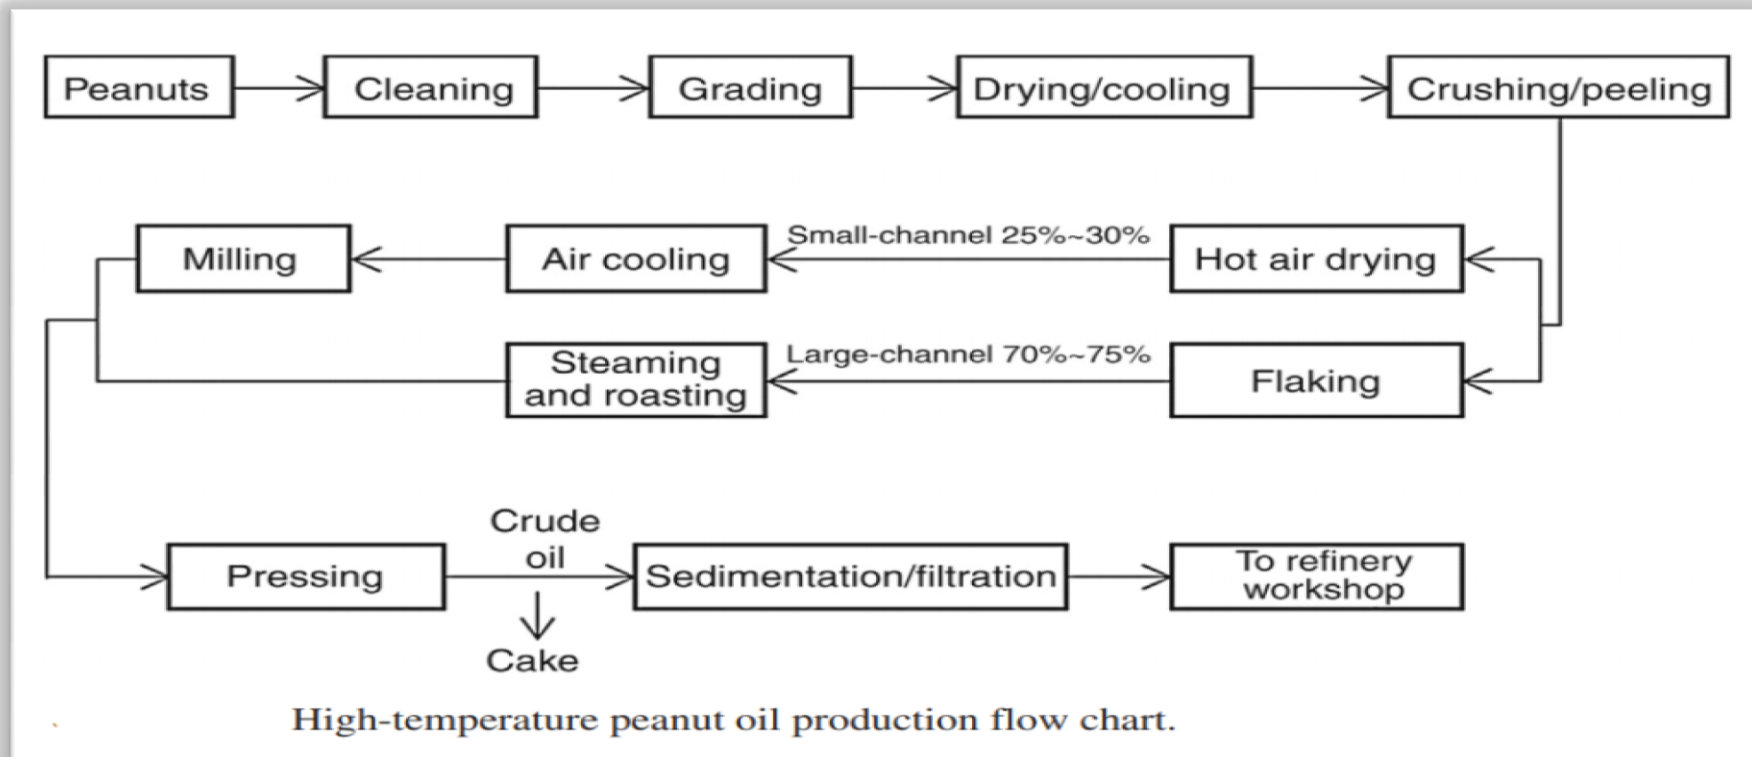 Peanuts
Cleaning
Grading
Drying/cooling
Crushing/peeling
Milling
Air cooling
Small-channel 25%~30%
Hot air drying
Steaming
and roasting
Large-channel 70%~75%
Flaking
Pressing
Crude
oil
Cake
Sedimentation/filtration
To refinery
workshop
High-temperature peanut oil production flow chart.